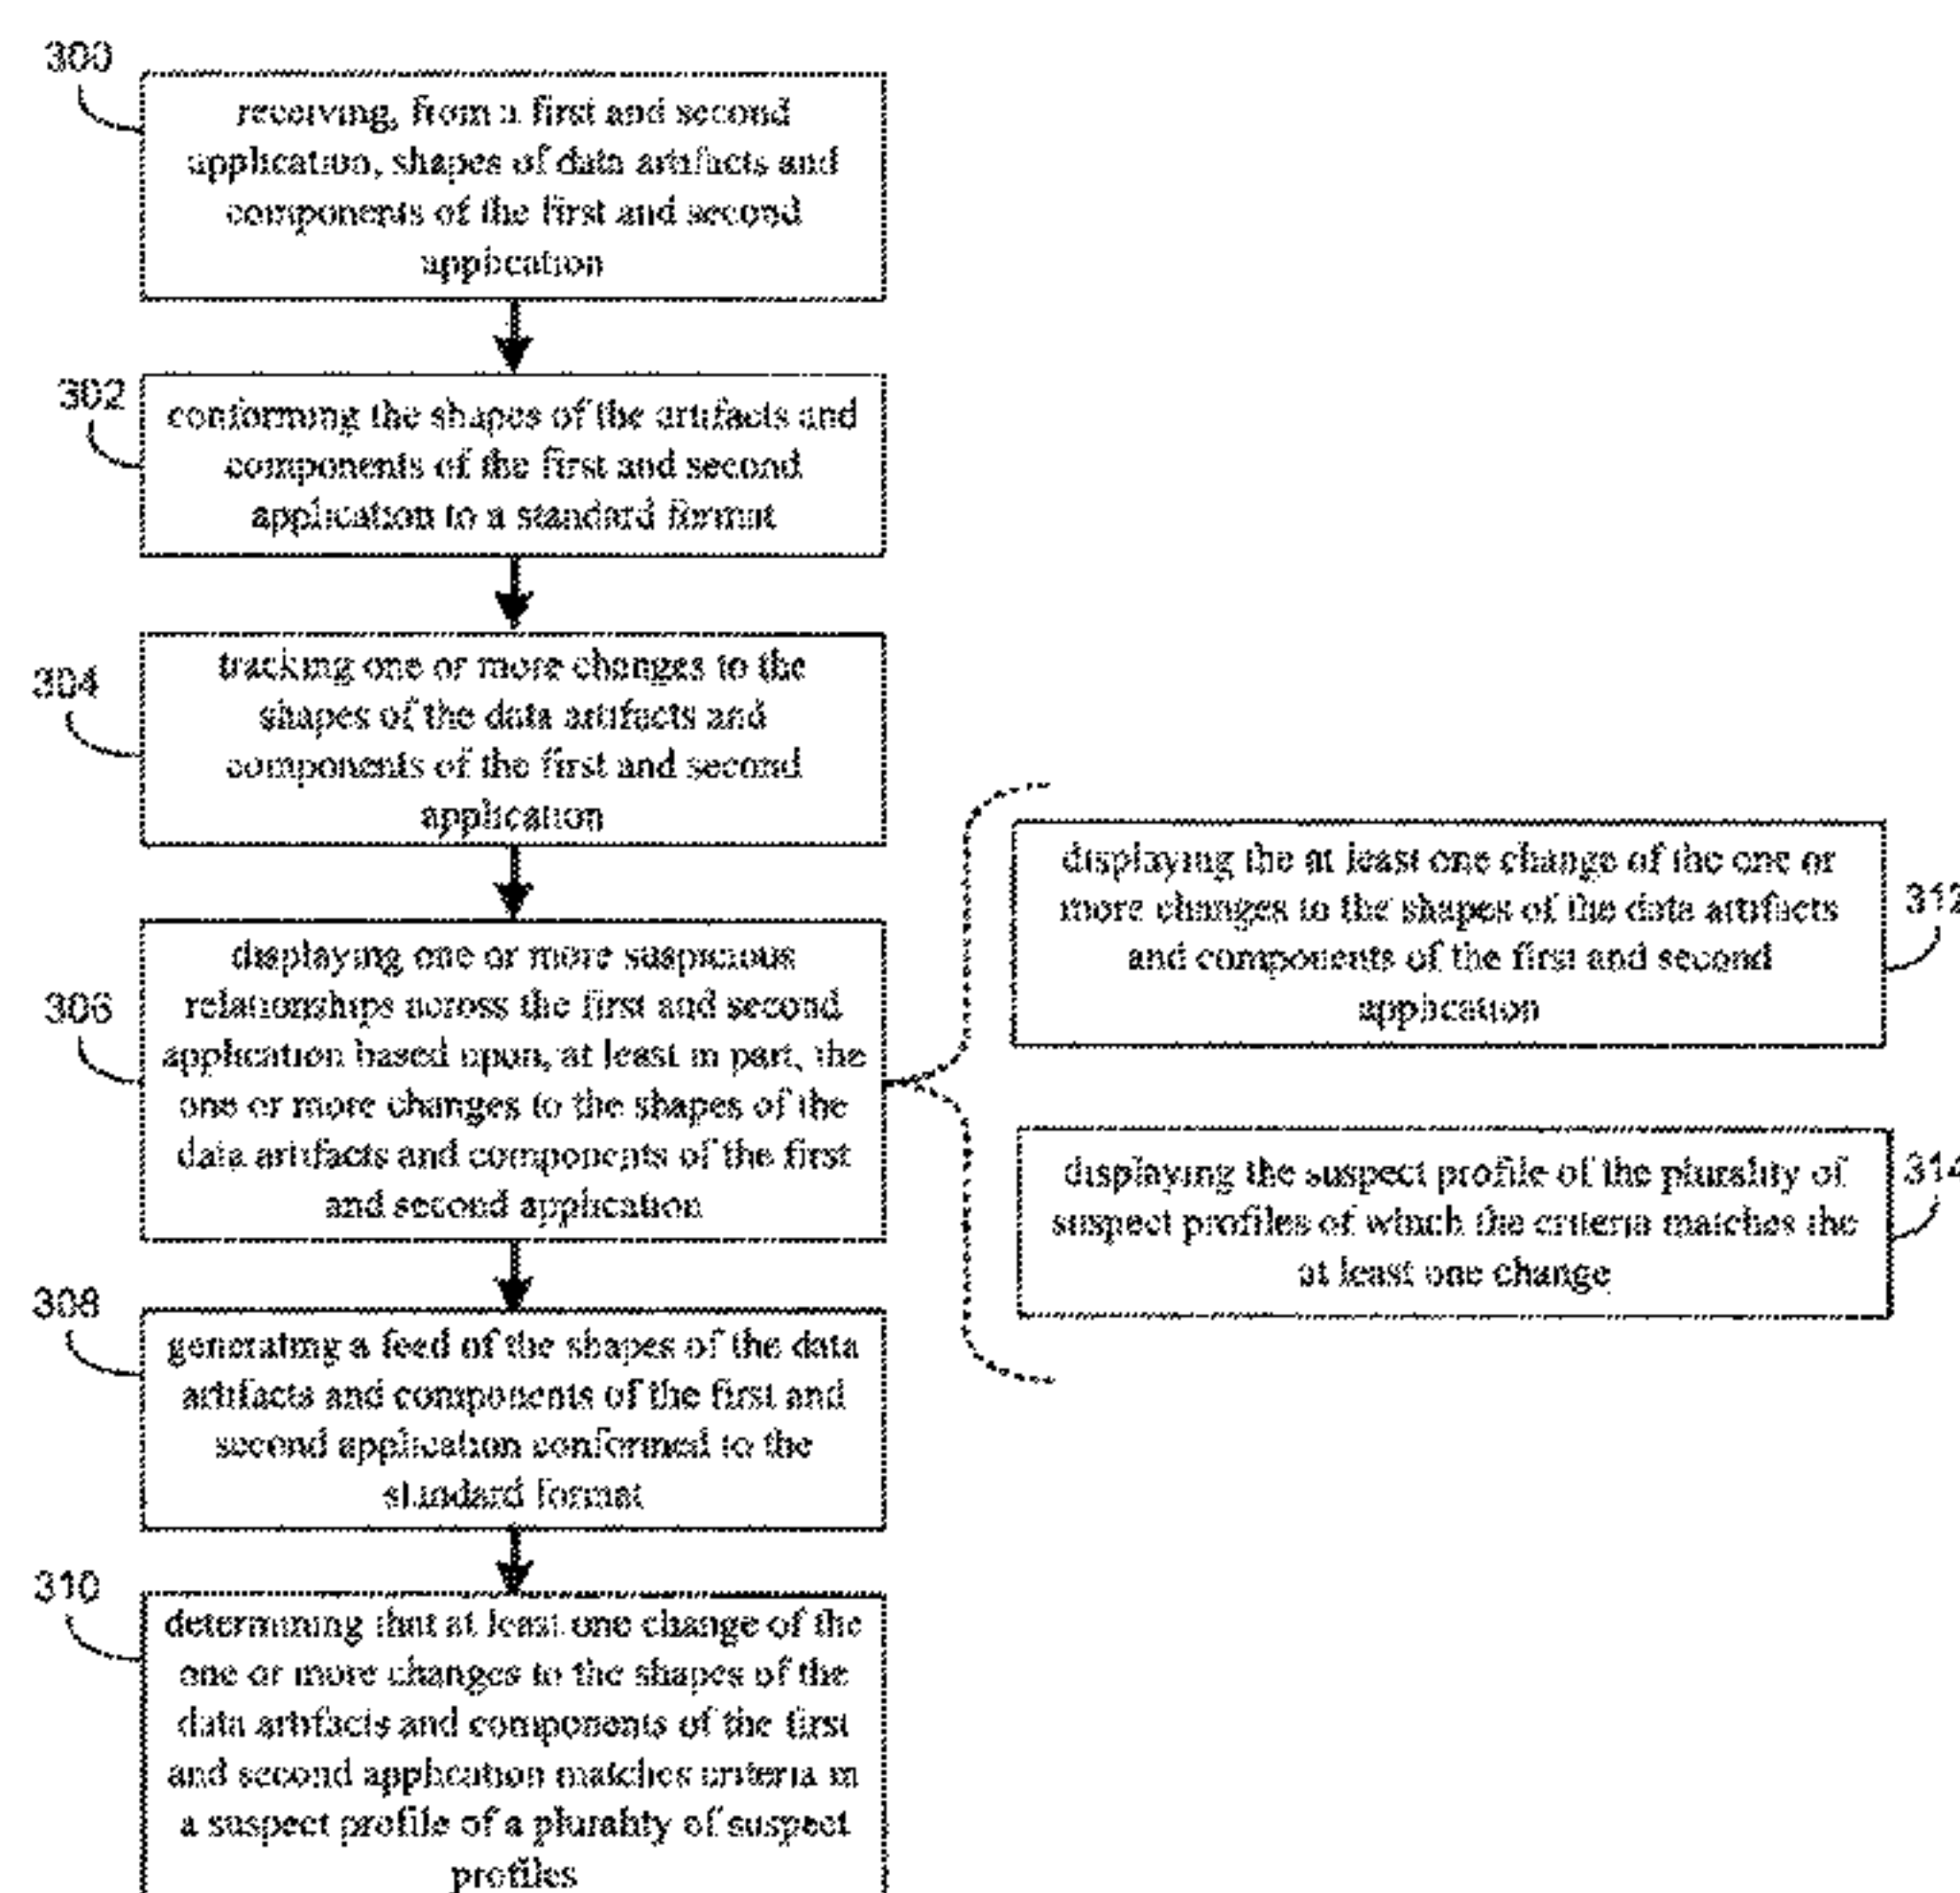 300
receiving, from a first and second
application, shapes of data artifacts and
components of the first and second
application
302
conforming the shapes of the artifacts and
components of the first and second
application to a standard format
304
tracking one or more changes to the
shapes of the data artifacts and
components of the first and second
application
306
displaying one or more suspicious
relationships across the first and second
application based upon, at least in part, the
one or more changes to the shapes of the
data artifacts and components of the first
and second application
312
displaying the at least one change of the one or
more changes to the shapes of the data artifacts
and components of the first and second
application
314
displaying the suspect profile of the plurality of
suspect profiles of which the criteria matches the
at least one change
308
generating a feed of the shapes of the data
artifacts and components of the first and
second application conformed to the
standard format
310
determining that at least one change of the
one or more changes to the shapes of the
data artifacts and components of the first
and second application matches criteria in
a suspect profile of a plurality of suspect
profiles